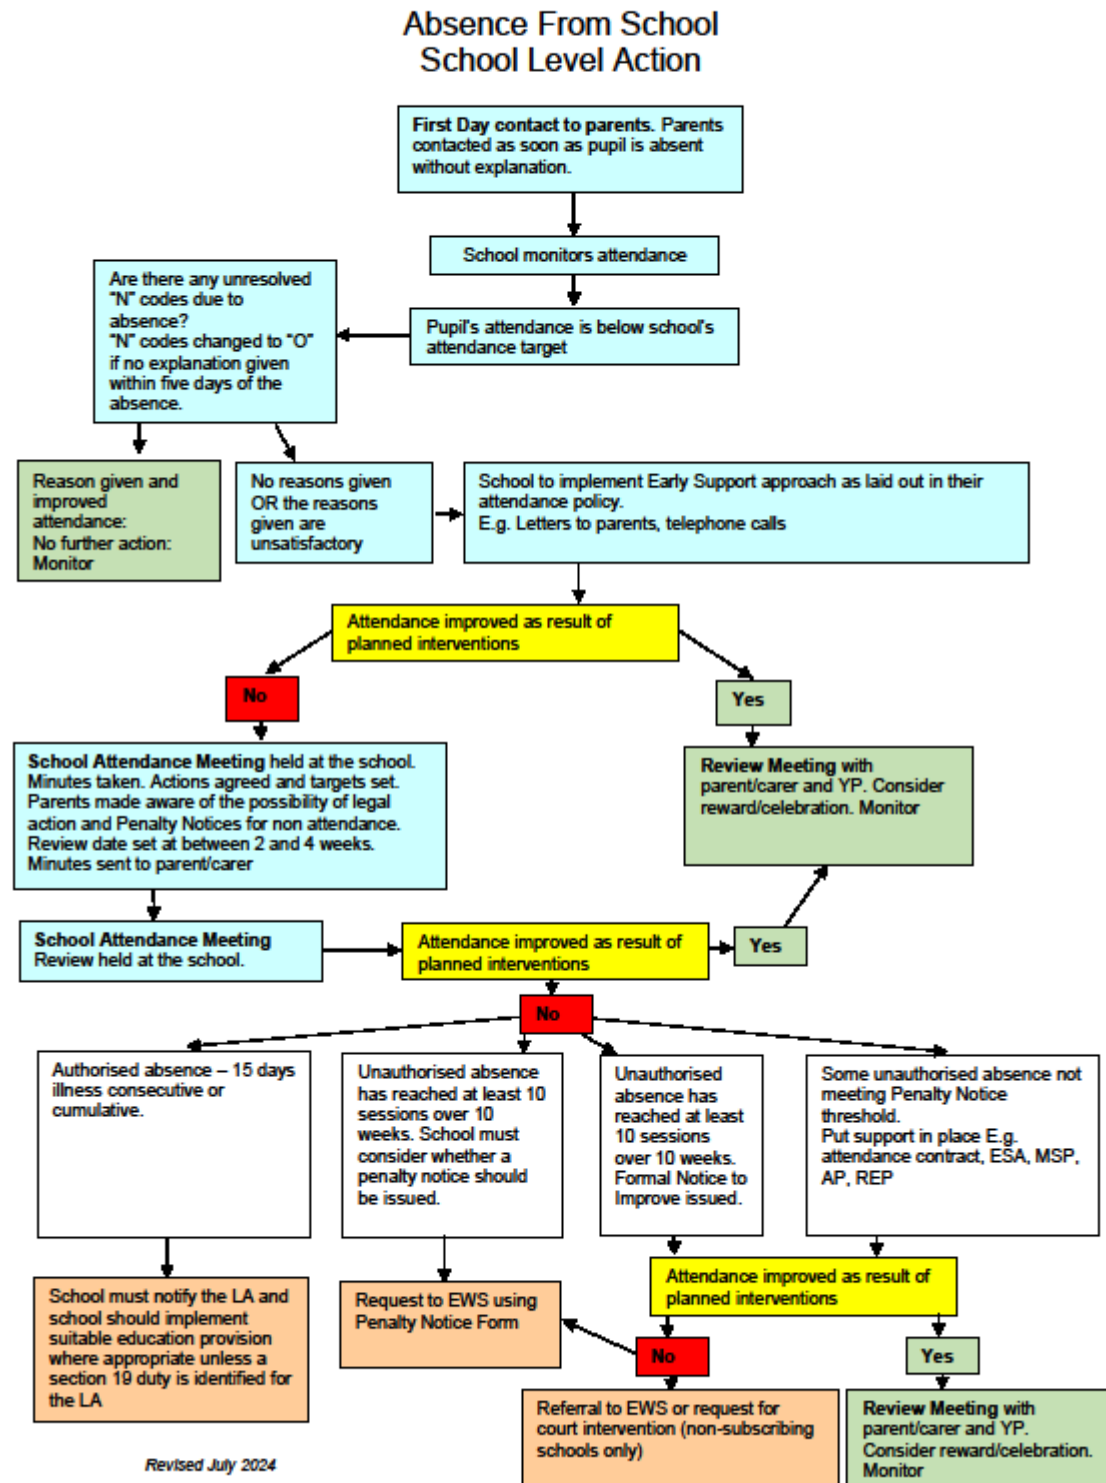 Absence From School
School Level Action
First Day contact to parents. Parents
contacted as soon as pupil is absent
without explanation.
School monitors attendance
Are there any unresolved
"N" codes due to
absence?
"N" codes changed to "O"
if no explanation given
within five days of the
absence.
Pupil's attendance is below school's
attendance target
Reason given and
improved
attendance:
No further action:
Monitor
No reasons given
OR the reasons
given are
unsatisfactory
School to implement Early Support approach as laid out in their
attendance policy.
E.g. Letters to parents, telephone calls
Attendance improved as result of
planned interventions
No
Yes
School Attendance Meeting held at the school.
Minutes taken. Actions agreed and targets set.
Parents made aware of the possibility of legal
action and Penalty Notices for non attendance.
Review date set at between 2 and 4 weeks.
Minutes sent to parent/carer
Review Meeting with
parent/carer and YP. Consider
reward/celebration. Monitor
School Attendance Meeting
Review held at the school.
Attendance improved as result of
planned interventions
Yes
No
Authorised absence – 15 days
illness consecutive or
cumulative.
Unauthorised absence
has reached at least 10
sessions over 10
weeks. School must
consider whether a
penalty notice should
be issued.
Unauthorised
absence has
reached at least
10 sessions
over 10 weeks.
Formal Notice to
Improve issued.
Some unauthorised absence not
meeting Penalty Notice
threshold.
Put support in place E.g.
attendance contract, ESA, MSP,
AP, REP
Attendance improved as result of
planned interventions
School must notify the LA and
school should implement
suitable education provision
where appropriate unless a
section 19 duty is identified for
the LA
Request to EWS using
Penalty Notice Form
No
Yes
Referral to EWS or request for
court intervention (non-subscribing
schools only)
Review Meeting with
parent/carer and YP.
Consider reward/celebration.
Monitor
Revised July 2024